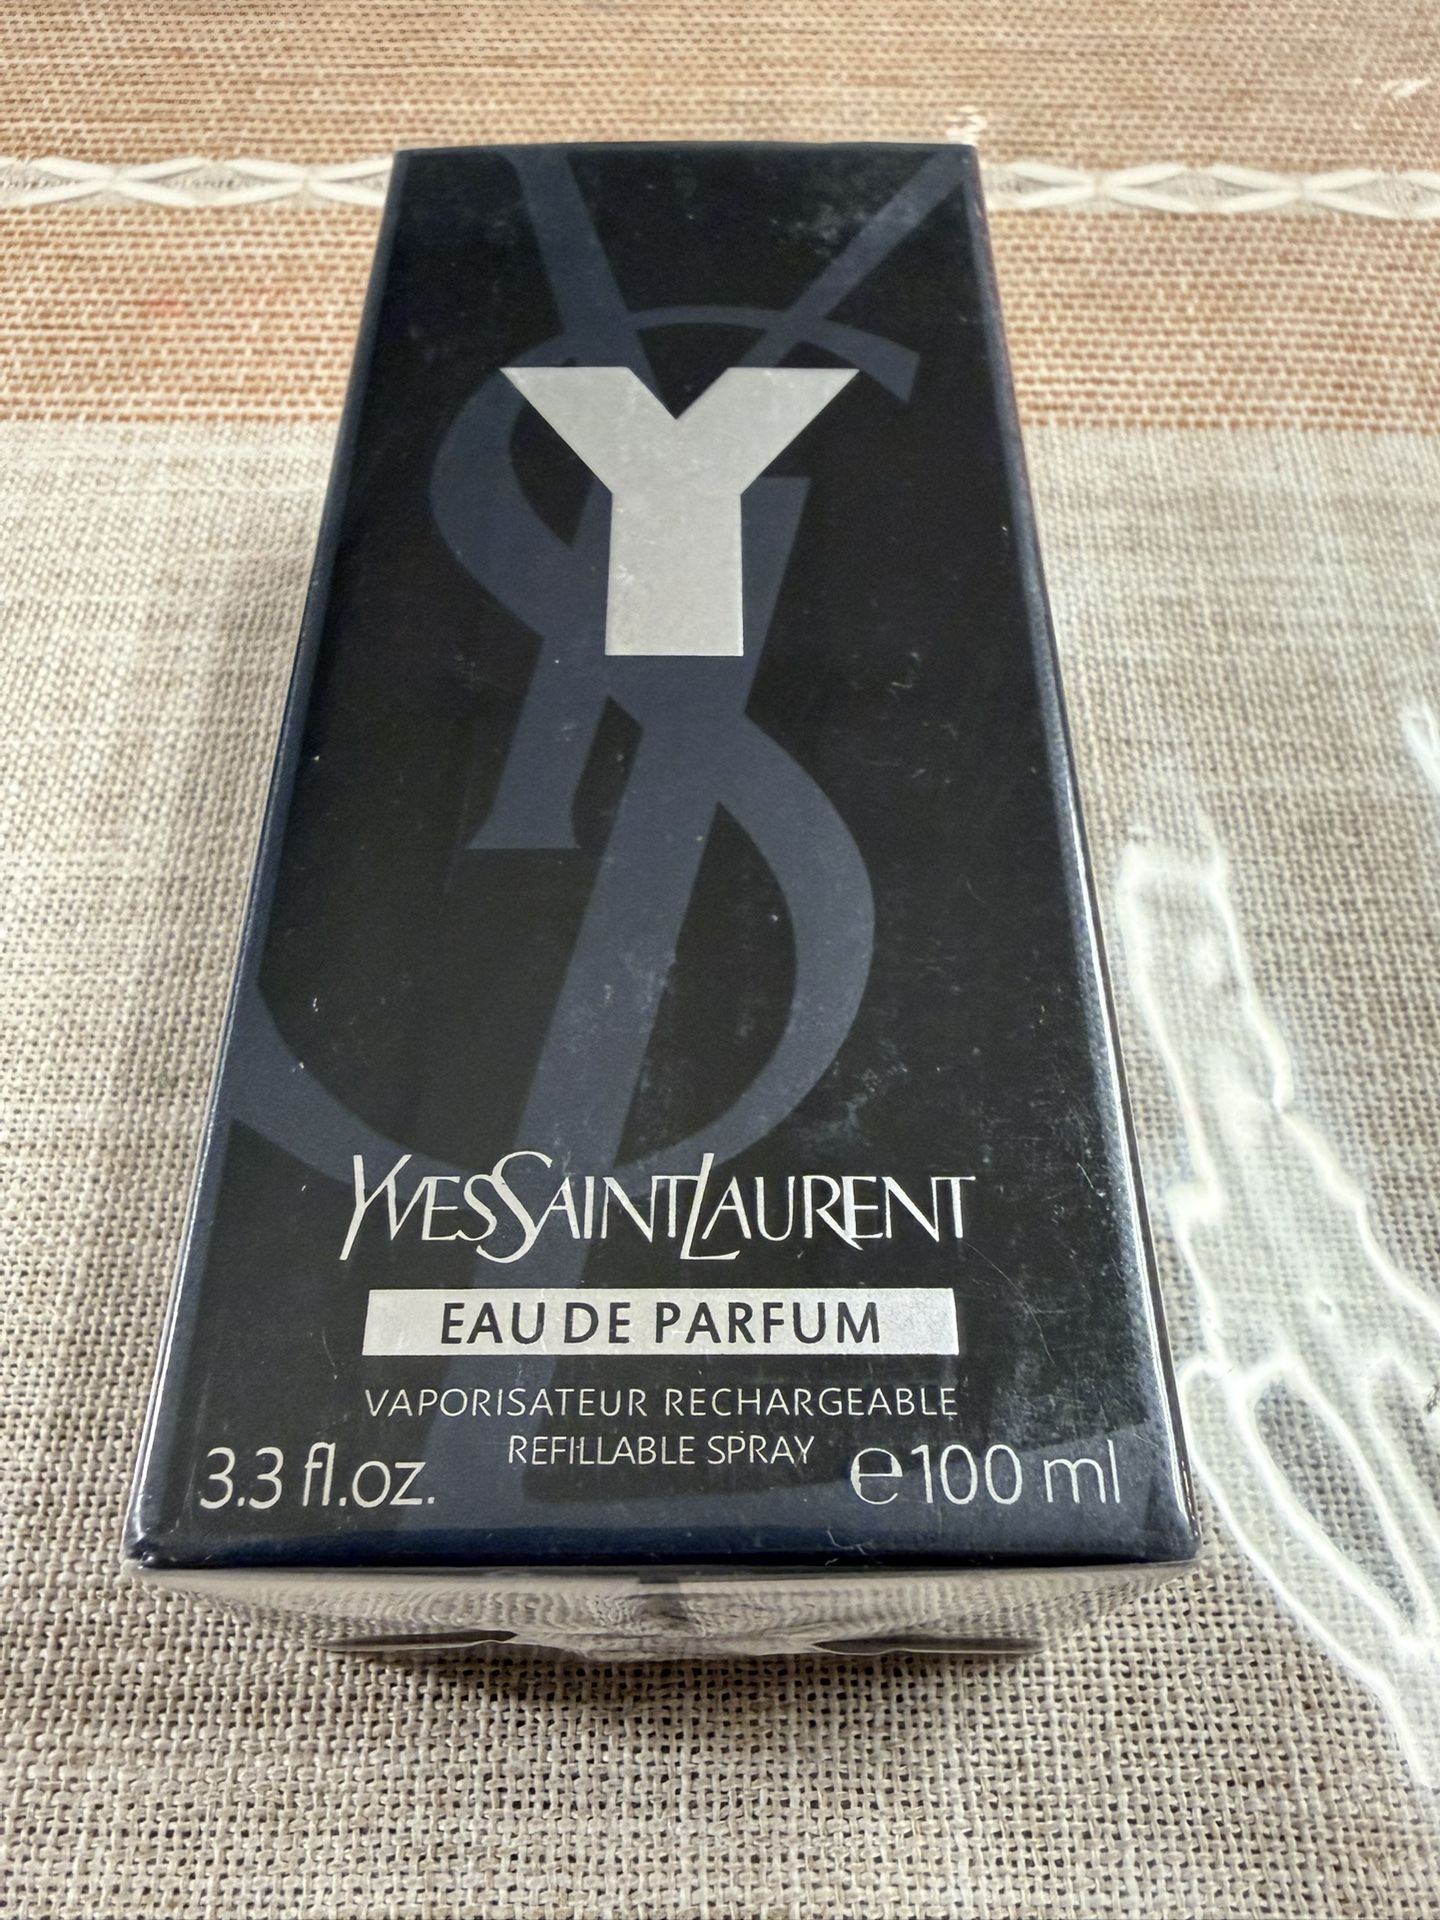 Y
YVESSAINTLAURENT
EAU DE PARFUM
VAPORISATEUR RECHARGEABLE
REFILLABLE SPRAY
3.3 fl.oz. ℮100 ml